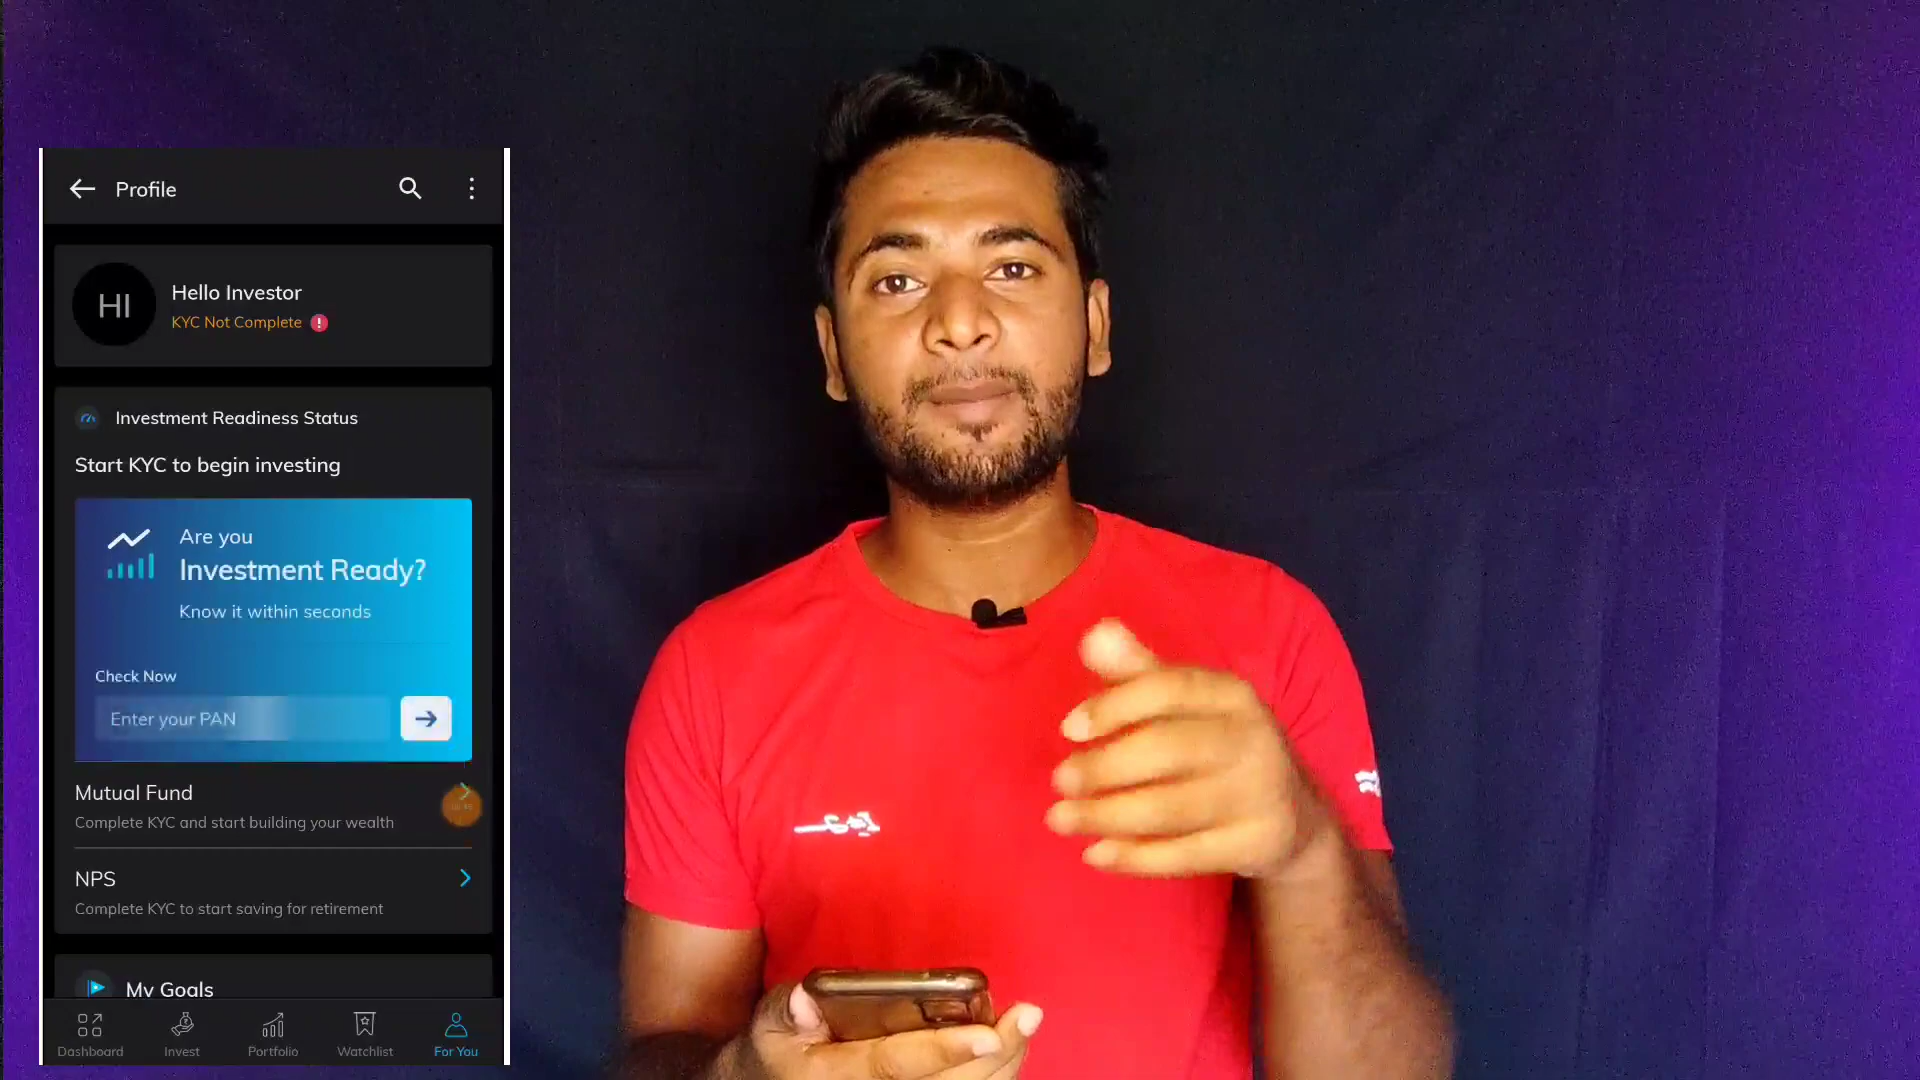 Profile
HI
Hello Investor
KYC Not Complete
Investment Readiness Status
Start KYC to begin investing
Are you
Investment Ready?
Know it within seconds
Check Now
Enter your PAN
Mutual Fund
Complete KYC and start building your wealth
NPS
Complete KYC to start saving for retirement
My Goals
Dashboard
Invest
Portfolio
Watchlist
For You